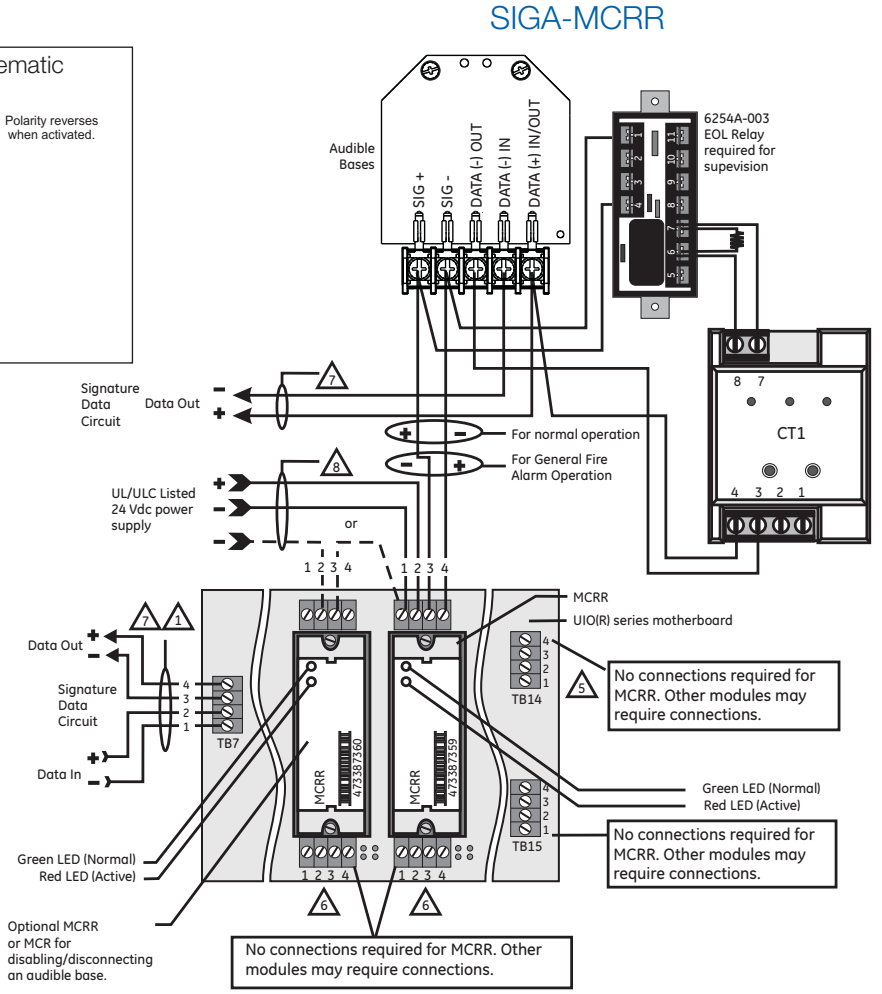 SIGA-MCRR
ematic
Polarity reverses
when activated.
Audible
Bases
SIG +
SIG -
DATA (-) OUT
DATA (-) IN
DATA (+) IN/OUT
6254A-003
EOL Relay
required for
supevision
1
2
3
4
11
10
9
8
7
6
5
8 7
CT1
4 3 2 1
Signature
Data
Circuit
Data Out
-
+
7
+ -
For normal operation
- +
For General Fire
Alarm Operation
8
UL/ULC Listed
24 Vdc power
supply
+
-
-
or
1 2 3 4
1 2 3 4
MCRR
UIO(R) series motherboard
7 1
Data Out
+
-
Signature
Data
Circuit
Data In
+
-
4
3
2
1
TB7
MCRR
473387360
MCRR
473387359
4
3
2
1
TB14
5
No connections required for
MCRR. Other modules may
require connections.
Green LED (Normal)
Red LED (Active)
4
3
2
1
TB15
No connections required for
MCRR. Other modules may
require connections.
Green LED (Normal)
Red LED (Active)
1 2 3 4
1 2 3 4
6
6
Optional MCRR
or MCR for
disabling/disconnecting
an audible base.
No connections required for MCRR. Other
modules may require connections.